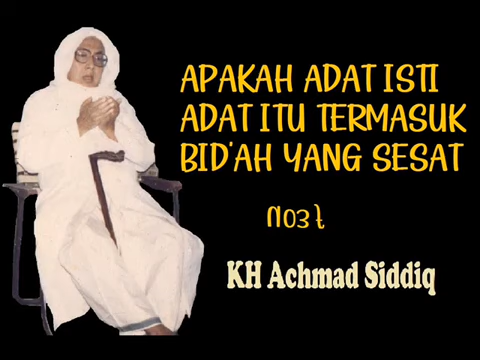 APAKAH ADAT ISTI
ADAT ITU TERMASUK
BID'AH YANG SESAT
KH Achmad Siddiq